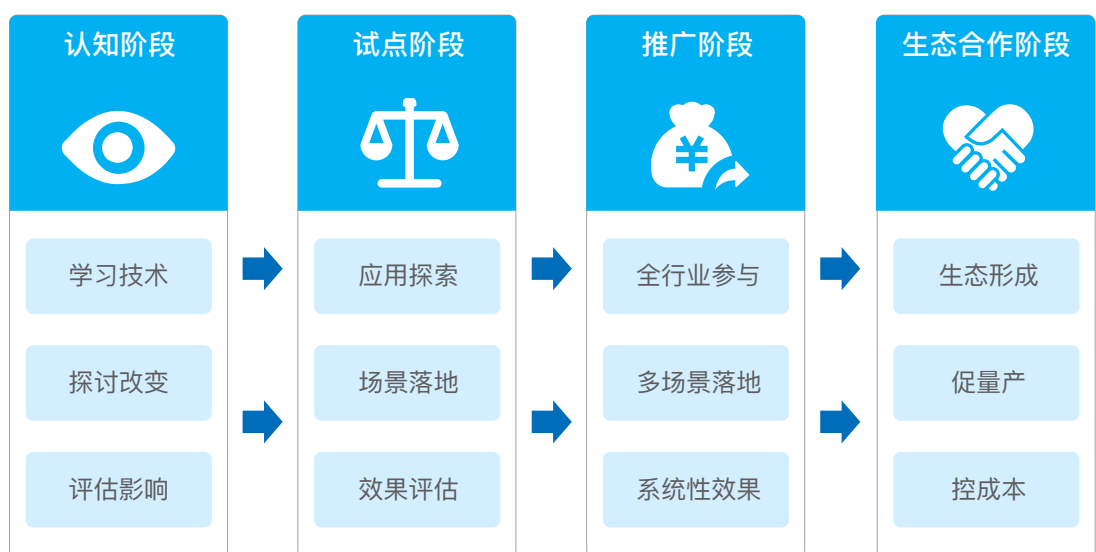 认知阶段
学习技术
探讨改变
评估影响
试点阶段
应用探索
场景落地
效果评估
推广阶段
¥
全行业参与
多场景落地
系统性效果
生态合作阶段
生态形成
促量产
控成本